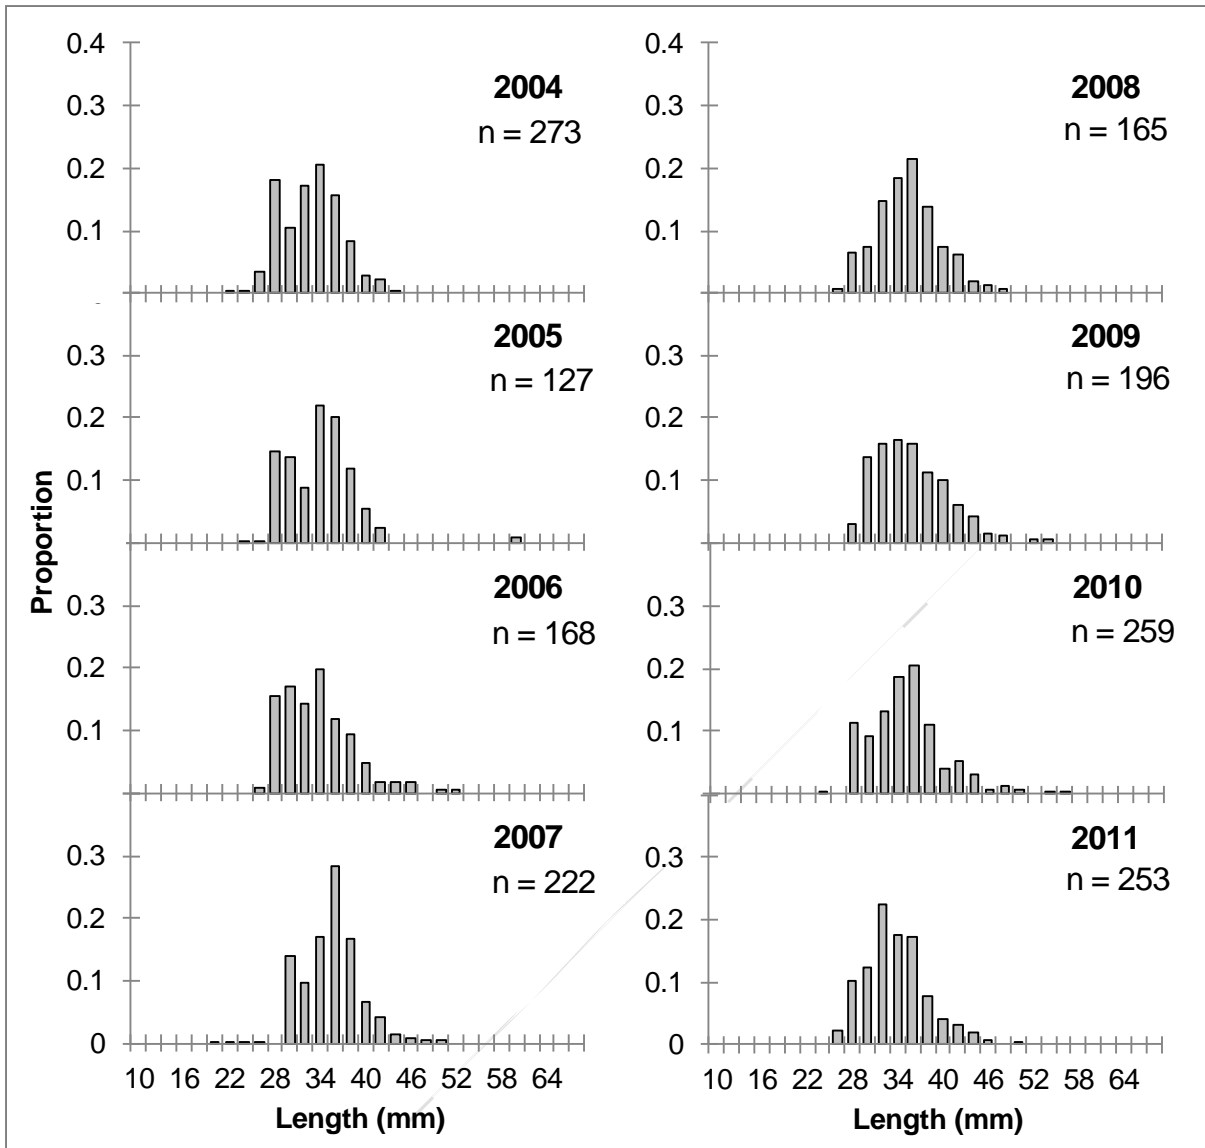 0.4
0.3
0.2
0.1
2004
n = 273
0.3
0.2
0.1
2005
n = 127
0.3
0.2
0.1
2006
n = 168
0.3
0.2
0.1
0
2007
n = 222
10 16 22 28 34 40 46 52 58 64
Length (mm)
Proportion
0.4
0.3
0.2
0.1
2008
n = 165
0.3
0.2
0.1
2009
n = 196
0.3
0.2
0.1
2010
n = 259
0.3
0.2
0.1
0
2011
n = 253
10 16 22 28 34 40 46 52 58 64
Length (mm)